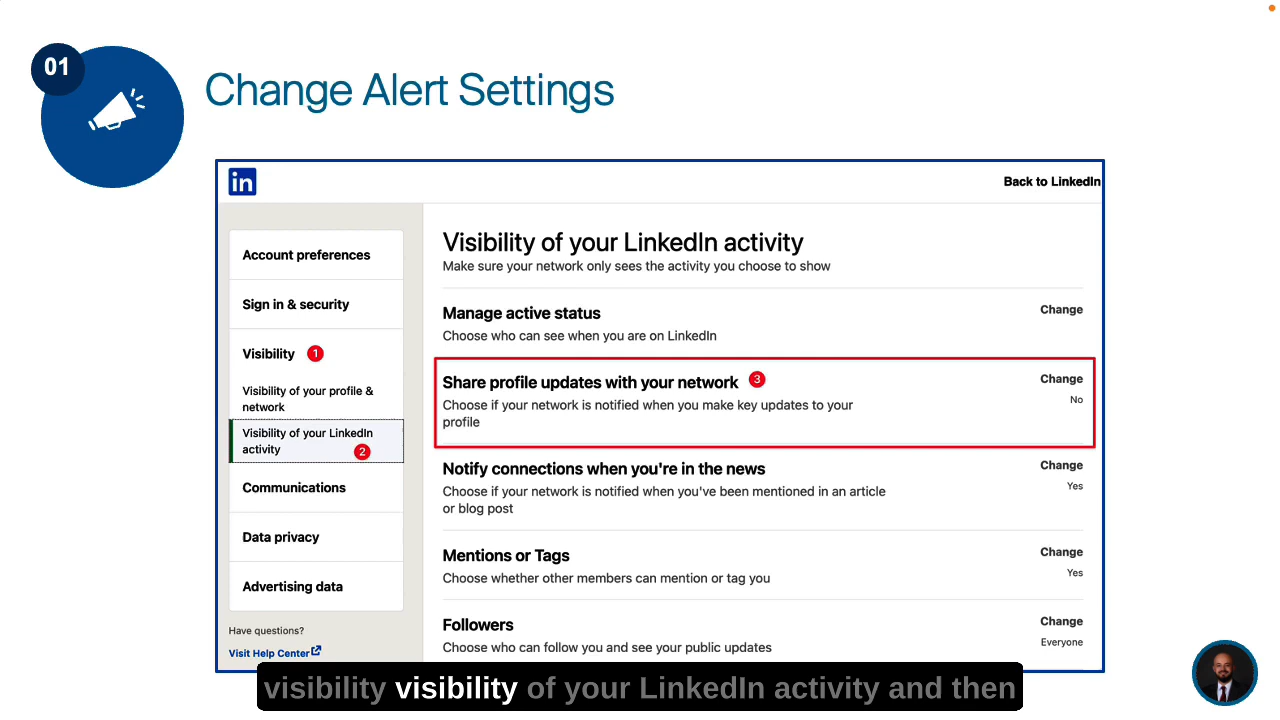 01
Change Alert Settings
in
Back to LinkedIn
Account preferences
Sign in & security
Visibility 1
Visibility of your profile &
network
Visibility of your LinkedIn
activity
2
Communications
Data privacy
Advertising data
Have questions?
Visit Help Center
Visibility of your LinkedIn activity
Make sure your network only sees the activity you choose to show
Manage active status
Change
Choose who can see when you are on LinkedIn
Share profile updates with your network 3
Change
Choose if your network is notified when you make key updates to your
profile
No
Notify connections when you're in the news
Change
Choose if your network is notified when you've been mentioned in an article
or blog post
Yes
Mentions or Tags
Change
Choose whether other members can mention or tag you
Yes
Followers
Change
Choose who can follow you and see your public updates
Everyone
visibility visibility of your LinkedIn activity and then